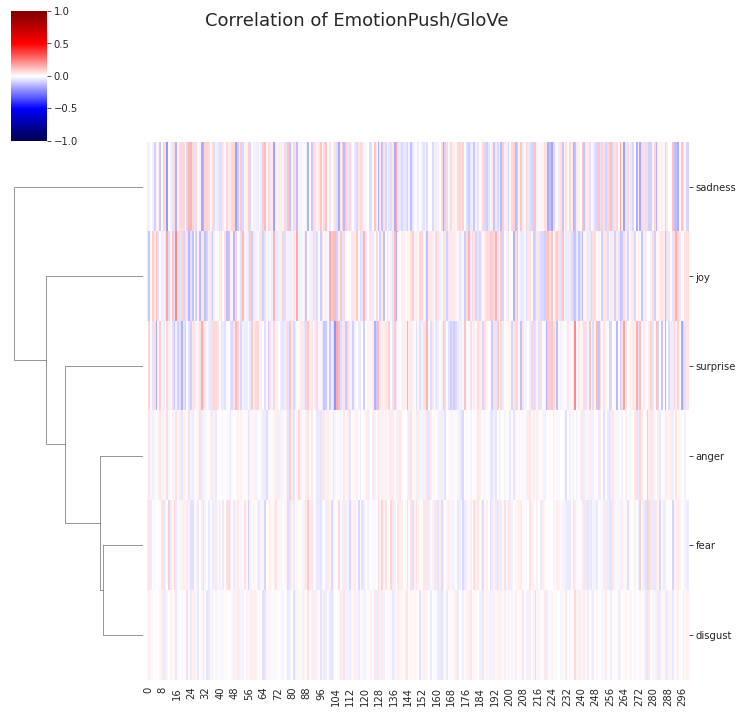 Correlation of EmotionPush/GloVe
1.0
0.5
0.0
−0.5
−1.0
sadness
joy
surprise
anger
fear
disgust
0 8 16 24 32 40 48 56 64 72 80 88 96 104 112 120 128 136 144 152 160 168 176 184 192 200 208 216 224 232 240 248 256 264 272 280 288 296